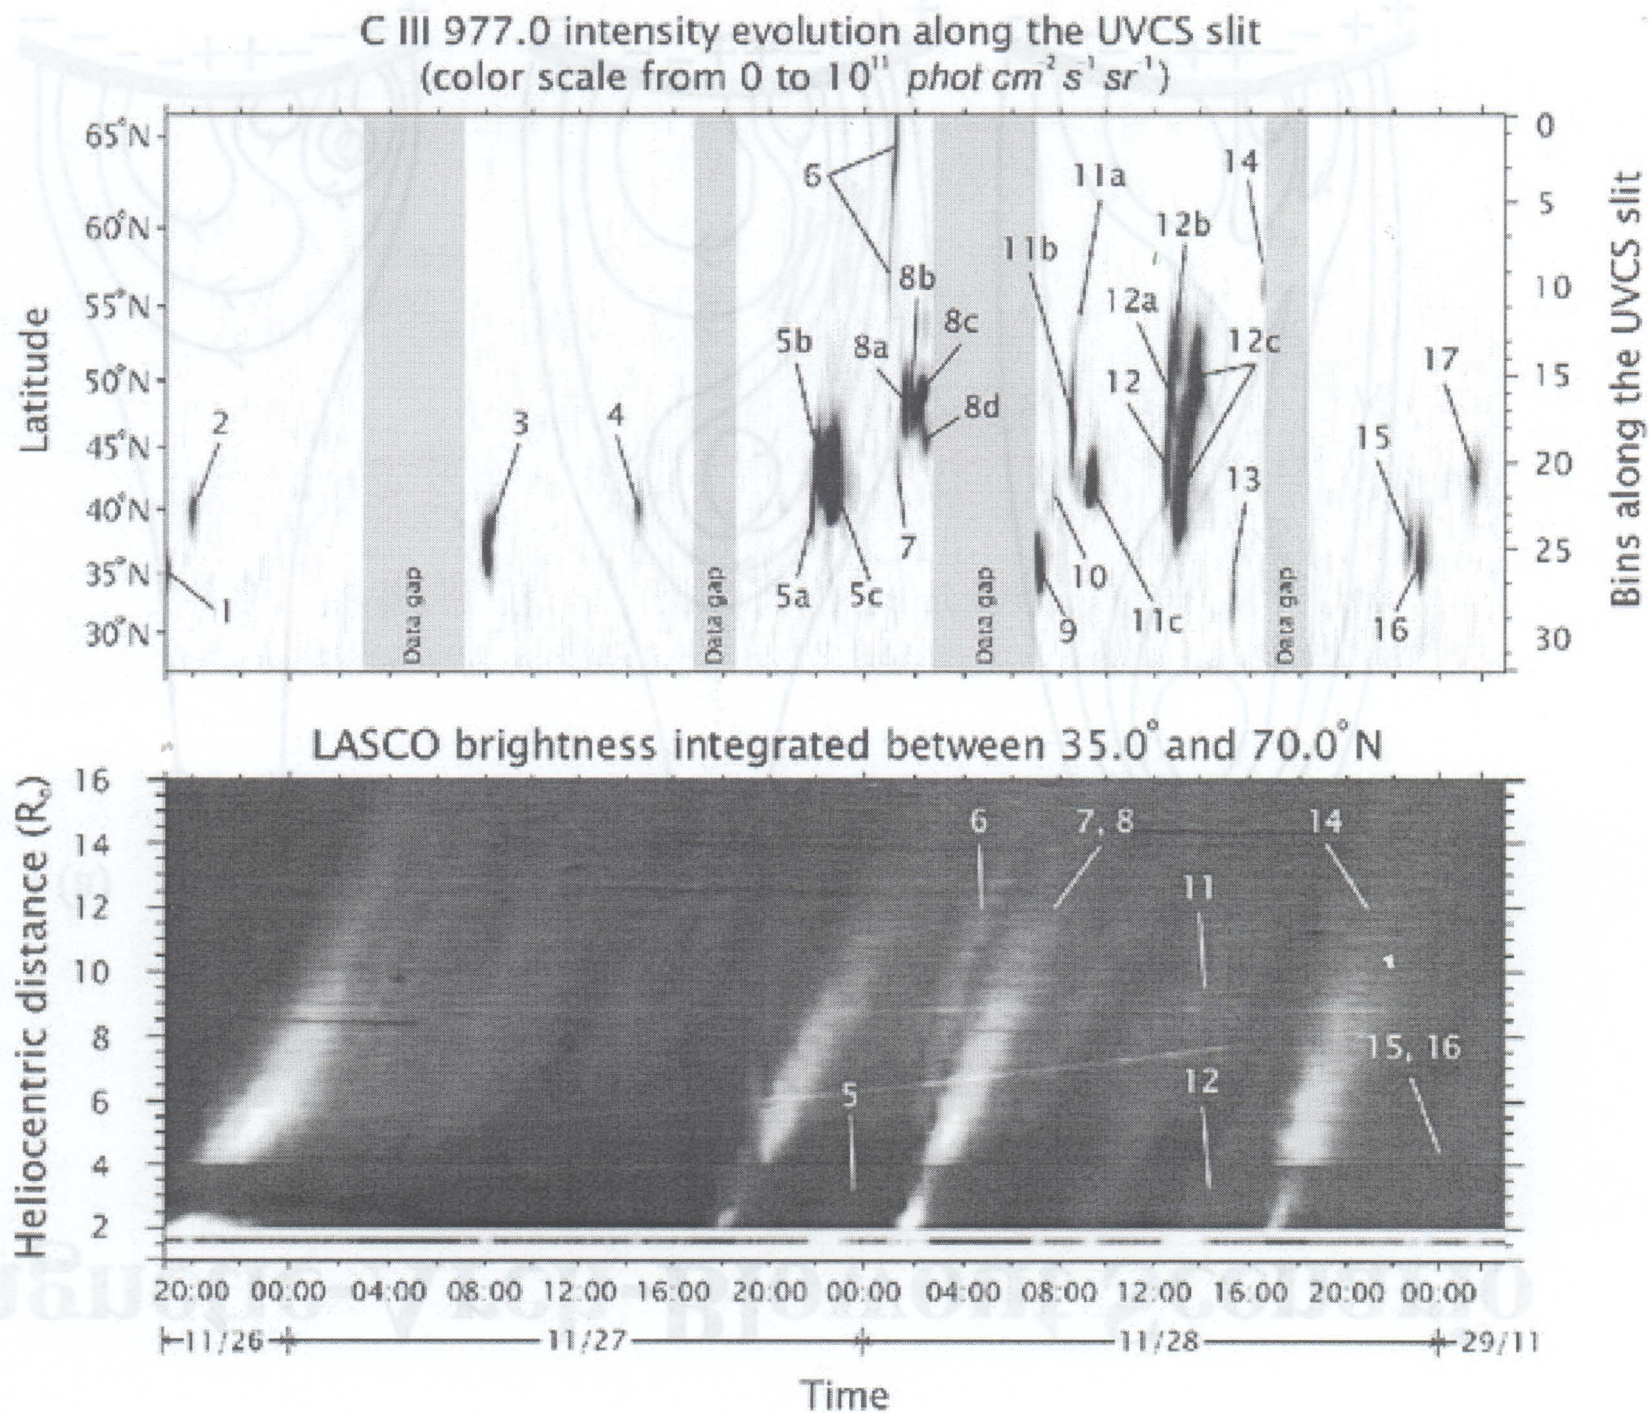 C III 977.0 intensity evolution along the UVCS slit
(color scale from 0 to 10¹¹ phot cm² s¹ sr¹)
65°N
60°N
55°N
50°N
45°N
40°N
35°N
30°N
Latitude
0
5
10
15
20
25
30
Bins along the UVCS slit
1
2
Data gap
3
4
Data gap
5a
5b
5c
6
7
8a
8b
8c
8d
Data gap
9
10
11a
11b
11c
12
12a
12b
12c
13
14
Data gap
15
16
17
LASCO brightness integrated between 35.0° and 70.0°N
Heliocentric distance (R☉)
16
14
12
10
8
6
4
2
5
6
7, 8
11
12
14
15, 16
20:00 00:00 04:00 08:00 12:00 16:00 20:00 00:00 04:00 08:00 12:00 16:00 20:00 00:00
11/26 11/27 11/28 29/11
Time